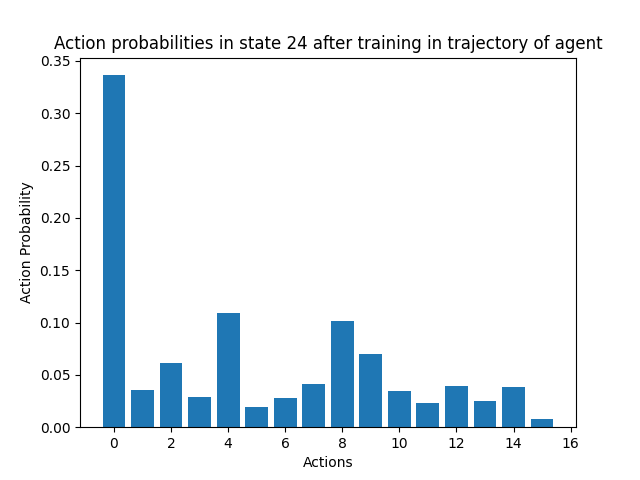 Action probabilities in state 24 after training in trajectory of agent
0.35
0.30
0.25
0.20
0.15
0.10
0.05
0.00
Action Probability
0 2 4 6 8 10 12 14 16
Actions